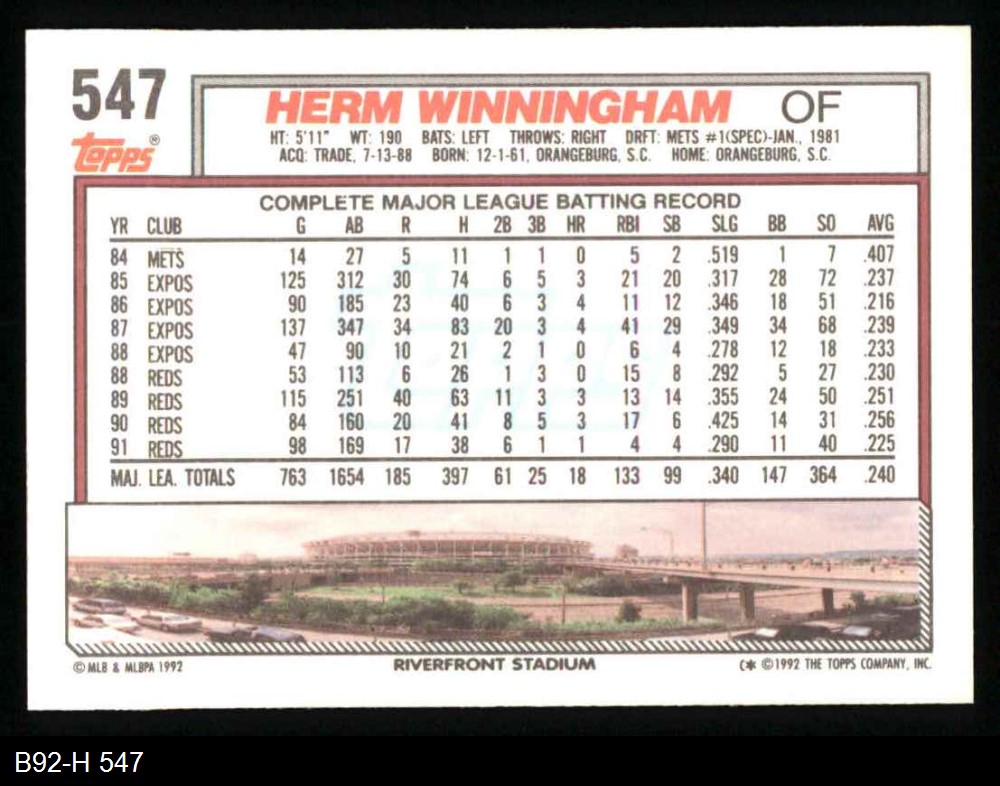 547
Topps®
HERM WINNINGHAM OF
HT: 5'11" WT: 190 BATS: LEFT THROWS: RIGHT DRFT: METS #1(SPEC)-JAN., 1981
ACQ: TRADE, 7-13-88 BORN: 12-1-61, ORANGEBURG, S.C. HOME: ORANGEBURG, S.C.
COMPLETE MAJOR LEAGUE BATTING RECORD
YR CLUB G AB R H 2B 3B HR RBI SB SLG BB SO AVG
84 METS 14 27 5 11 1 1 0 5 2 .519 1 7 .407
85 EXPOS 125 312 30 74 6 5 3 21 20 .317 28 72 .237
86 EXPOS 90 185 23 40 6 3 4 11 12 .346 18 51 .216
87 EXPOS 137 347 34 83 20 3 4 41 29 .349 34 68 .239
88 EXPOS 47 90 10 21 2 1 0 6 4 .278 12 18 .233
88 REDS 53 113 6 26 1 3 0 15 8 .292 5 27 .230
89 REDS 115 251 40 63 11 3 3 13 14 .355 24 50 .251
90 REDS 84 160 20 41 8 5 3 17 6 .425 14 31 .256
91 REDS 98 169 17 38 6 1 1 4 4 .290 11 40 .225
MAJ. LEA. TOTALS 763 1654 185 397 61 25 18 133 99 .340 147 364 .240
© MLB & MLBPA 1992 RIVERFRONT STADIUM (* ©1992 THE TOPPS COMPANY, INC.
B92-H 547